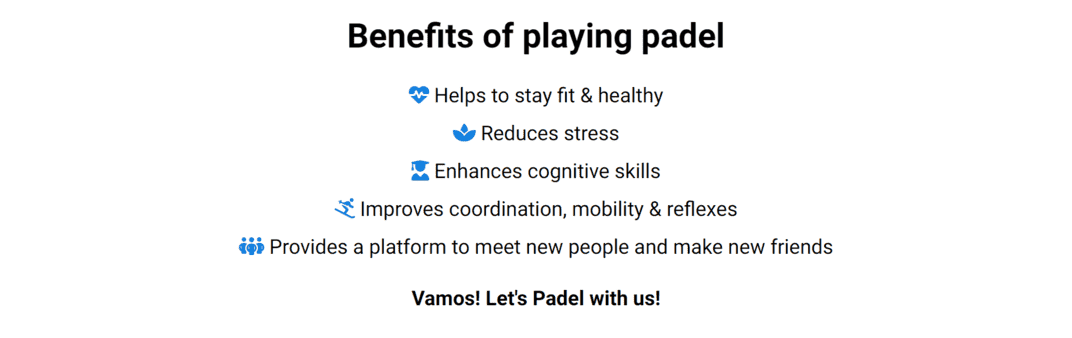 Benefits of playing padel
Helps to stay fit & healthy
Reduces stress
Enhances cognitive skills
Improves coordination, mobility & reflexes
Provides a platform to meet new people and make new friends
Vamos! Let's Padel with us!